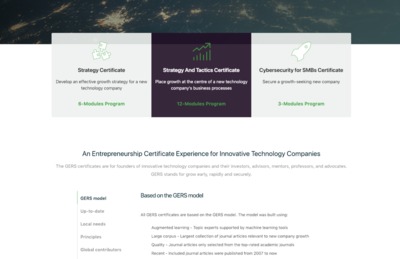 Strategy Certificate
Develop an effective growth strategy for a new
technology company
6-Modules Program
Strategy And Tactics Certificate
Place growth at the centre of a new technology
company's business processes
12-Modules Program
Cybersecurity for SMBs Certificate
Secure a growth-seeking new company
3-Modules Program
An Entrepreneurship Certificate Experience for Innovative Technology Companies
The GERS certificates are for founders of innovative technology companies and their investors, advisors, mentors, professors, and advocates.
GERS stands for grow early, rapidly and securely.
GERS model
Up-to-date
Local needs
Principles
Global contributors
Based on the GERS model
All GERS certificates are based on the GERS model. The model was built using:
Augmented learning - Topic experts supported by machine learning tools
Large corpus - Largest collection of journal articles relevant to new company growth
Quality - Journal articles only selected from the top-rated academic journals
Recent - Included journal articles were published from 2007 to now